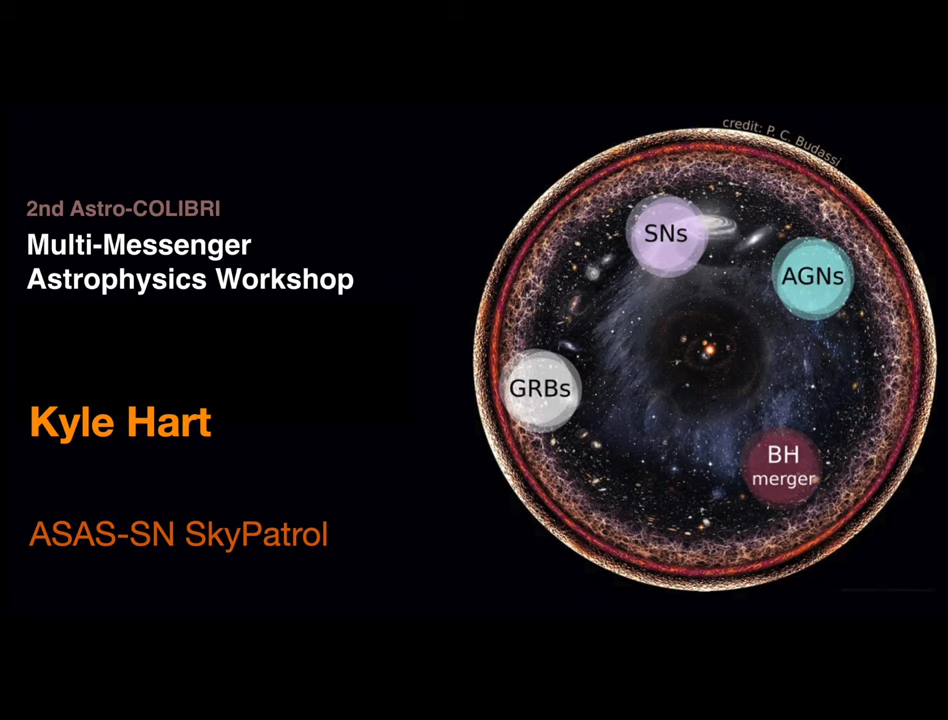 2nd Astro-COLIBRI
Multi-Messenger
Astrophysics Workshop
Kyle Hart
ASAS-SN SkyPatrol
credit: P. C. Budassi
SNs
AGNs
GRBs
BH
merger